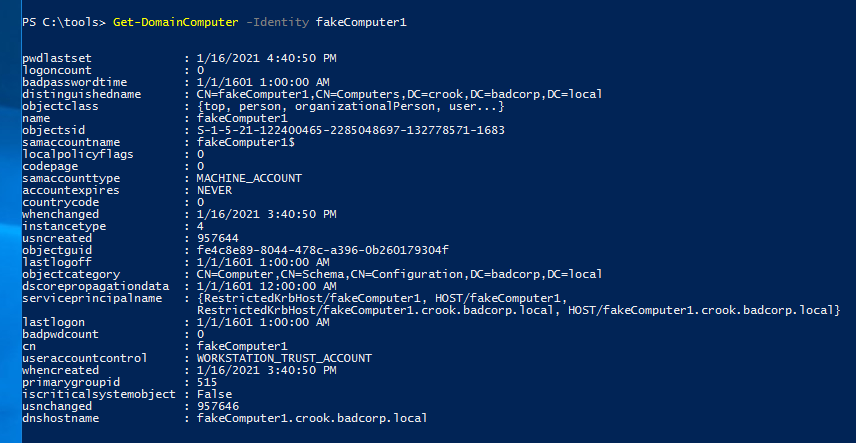 PS C:\tools> Get-DomainComputer -Identity fakeComputer1
pwdlastset : 1/16/2021 4:40:50 PM
logoncount : 0
badpasswordtime : 1/1/1601 1:00:00 AM
distinguishedname : CN=fakeComputer1,CN=Computers,DC=crook,DC=badcorp,DC=local
objectclass : {top, person, organizationalPerson, user...}
name : fakeComputer1
objectsid : S-1-5-21-122400465-2285048697-132778571-1683
samaccountname : fakeComputer1$
localpolicyflags : 0
codepage : 0
samaccounttype : MACHINE_ACCOUNT
accountexpires : NEVER
countrycode : 0
whenchanged : 1/16/2021 3:40:50 PM
instancetype : 4
usncreated : 957644
objectguid : fe4c8e89-8044-478c-a396-0b260179304f
lastlogoff : 1/1/1601 1:00:00 AM
objectcategory : CN=Computer,CN=Schema,CN=Configuration,DC=badcorp,DC=local
dscorepropagationdata : 1/1/1601 12:00:00 AM
serviceprincipalname : {RestrictedKrbHost/fakeComputer1, HOST/fakeComputer1,
RestrictedKrbHost/fakeComputer1.crook.badcorp.local, HOST/fakeComputer1.crook.badcorp.local}
lastlogon : 1/1/1601 1:00:00 AM
badpwdcount : 0
cn : fakeComputer1
useraccountcontrol : WORKSTATION_TRUST_ACCOUNT
whencreated : 1/16/2021 3:40:50 PM
primarygroupid : 515
iscriticalsystemobject : False
usnchanged : 957646
dnshostname : fakeComputer1.crook.badcorp.local